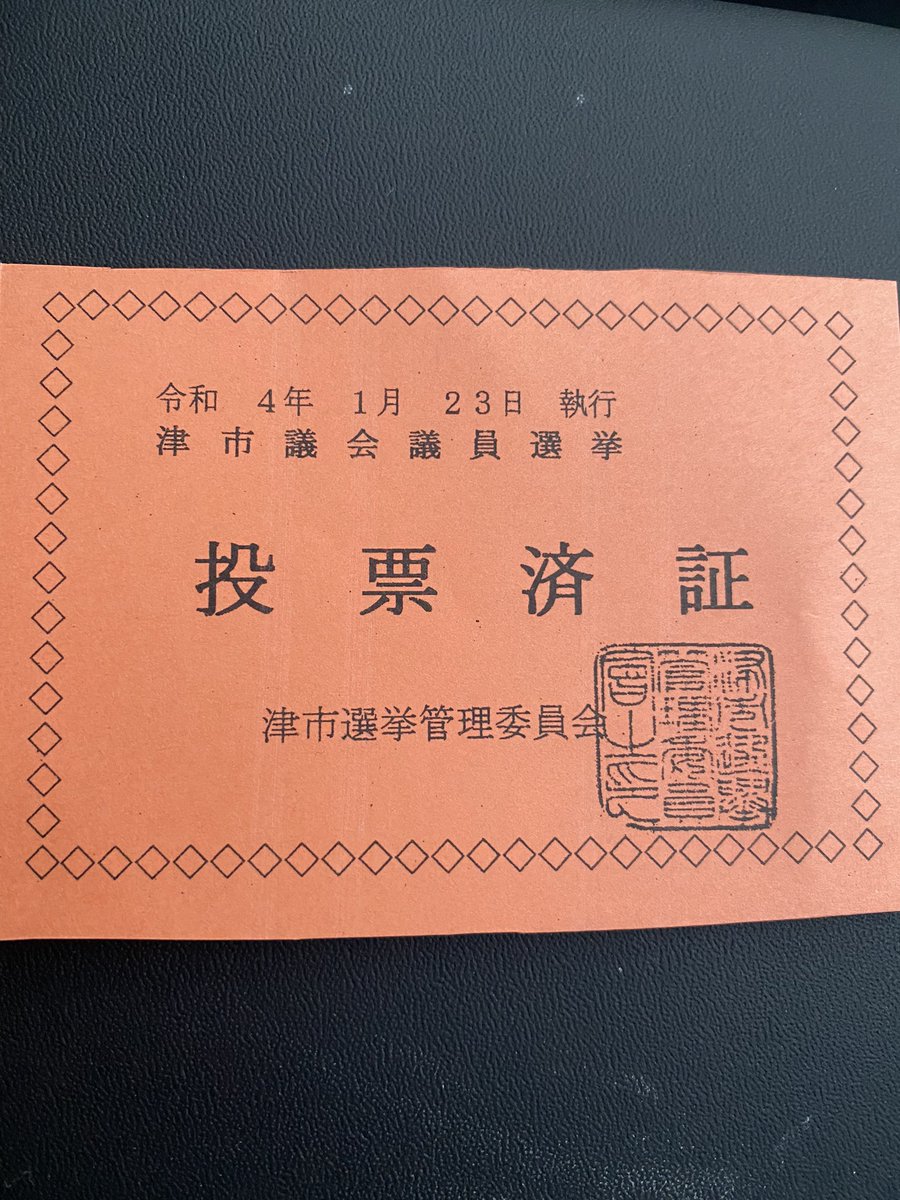 令和 4年 1月 23日 執行
津市議会議員選挙
投票済証
津市選挙管理委員会